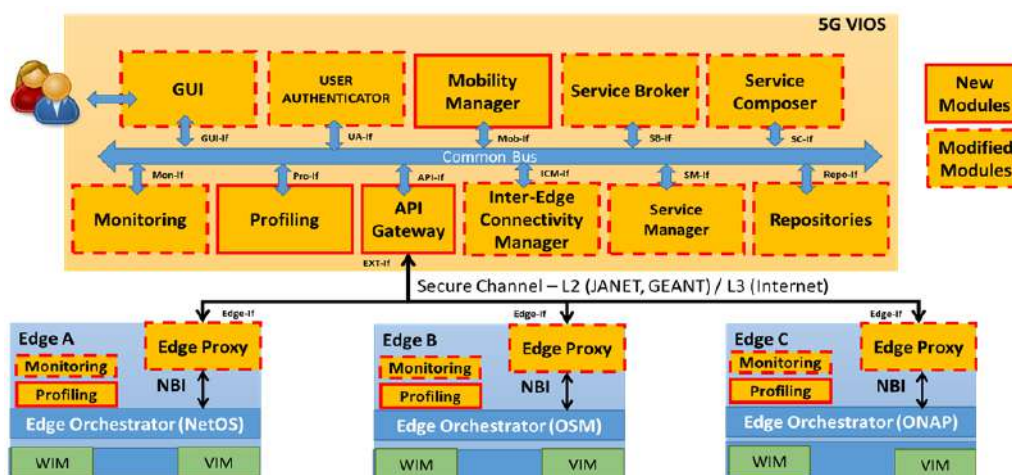 5G VIOS
GUI
USER
AUTHENTICATOR
Mobility
Manager
Service Broker
Service
Composer
New
Modules
Modified
Modules
GUI-If
UA-If
Mob-If
SB-If
SC-If
Common Bus
Mon-If
Pro-If
API-If
ICM-If
SM-If
Repo-If
Monitoring
Profiling
API
Gateway
Inter-Edge
Connectivity
Manager
Service
Manager
Repositories
EXT-If
Secure Channel – L2 (JANET, GEANT) / L3 (Internet)
Edge-If
Edge-If
Edge-If
Edge A
Edge Proxy
Monitoring
Profiling
NBI
Edge Orchestrator (NetOS)
WIM
VIM
Edge B
Edge Proxy
Monitoring
Profiling
NBI
Edge Orchestrator (OSM)
WIM
VIM
Edge C
Edge Proxy
Monitoring
Profiling
NBI
Edge Orchestrator (ONAP)
WIM
VIM